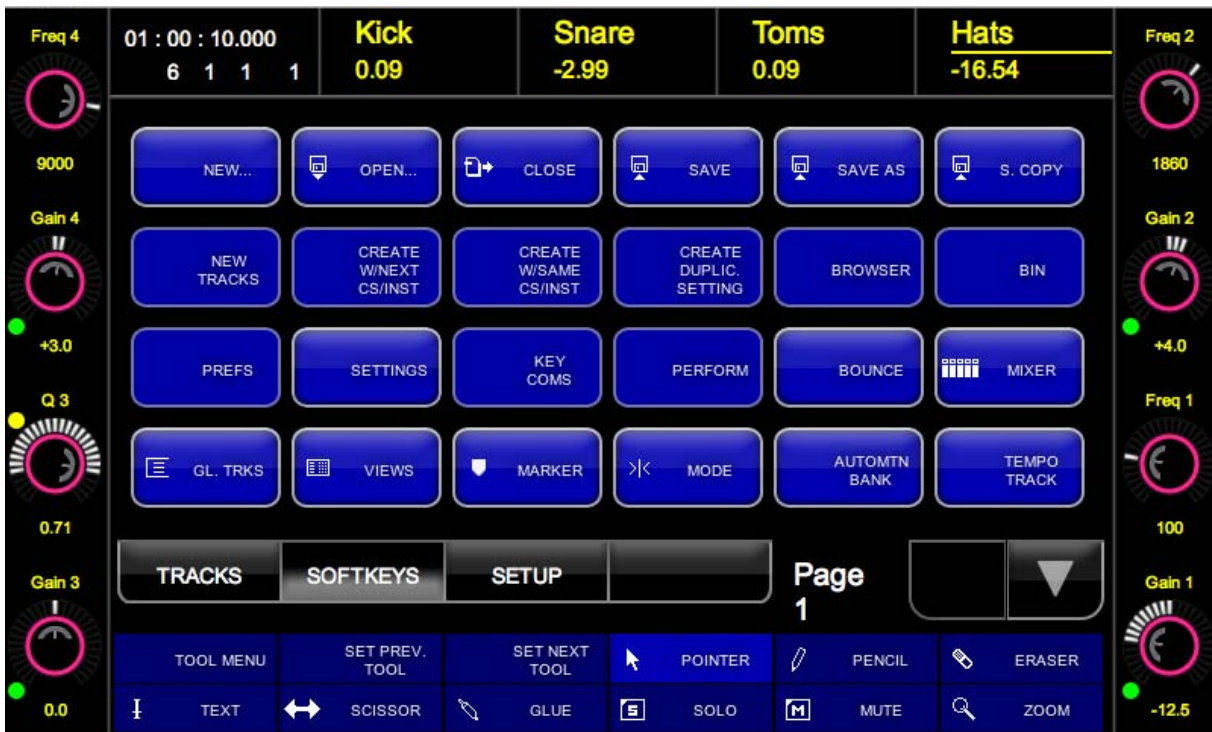 Freq 4
01 : 00 : 10.000
Kick
Snare
Toms
Hats
Freq 2
6 1 1 1
0.09
-2.99
0.09
-16.54
9000
NEW...
OPEN...
CLOSE
SAVE
SAVE AS
S. COPY
1860
Gain 4
Gain 2
NEW
TRACKS
CREATE
W/NEXT
CS/INST
CREATE
W/SAME
CS/INST
CREATE
DUPLIC.
SETTING
BROWSER
BIN
+3.0
+4.0
PREFS
SETTINGS
KEY
COMS
PERFORM
BOUNCE
MIXER
Q 3
Freq 1
GL. TRKS
VIEWS
MARKER
MODE
AUTOMTN
BANK
TEMPO
TRACK
0.71
100
Gain 3
TRACKS
SOFTKEYS
SETUP
Page
1
Gain 1
TOOL MENU
SET PREV.
TOOL
SET NEXT
TOOL
POINTER
PENCIL
ERASER
0.0
TEXT
SCISSOR
GLUE
S
SOLO
M
MUTE
ZOOM
-12.5